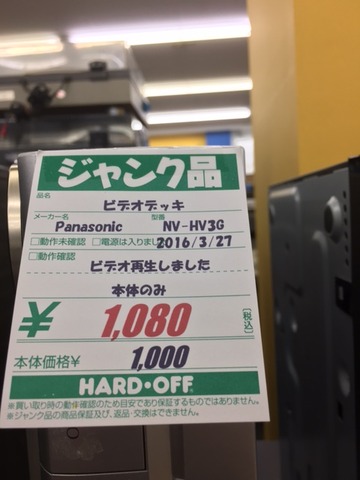 ジャンク品
品名
ビデオデッキ
メーカー名 型番
Panasonic NV-HV3G
□動作未確認 □電源は入りまし 2016/3/27
□動作確認
ビデオ再生しました
本体のみ
¥1,080 (税込)
本体価格¥ 1,000
HARD・OFF
※買い取り時の動作確認のため目安であり保証するものではありません。
※ジャンク品の商品保証及び、返品・交換はできません。